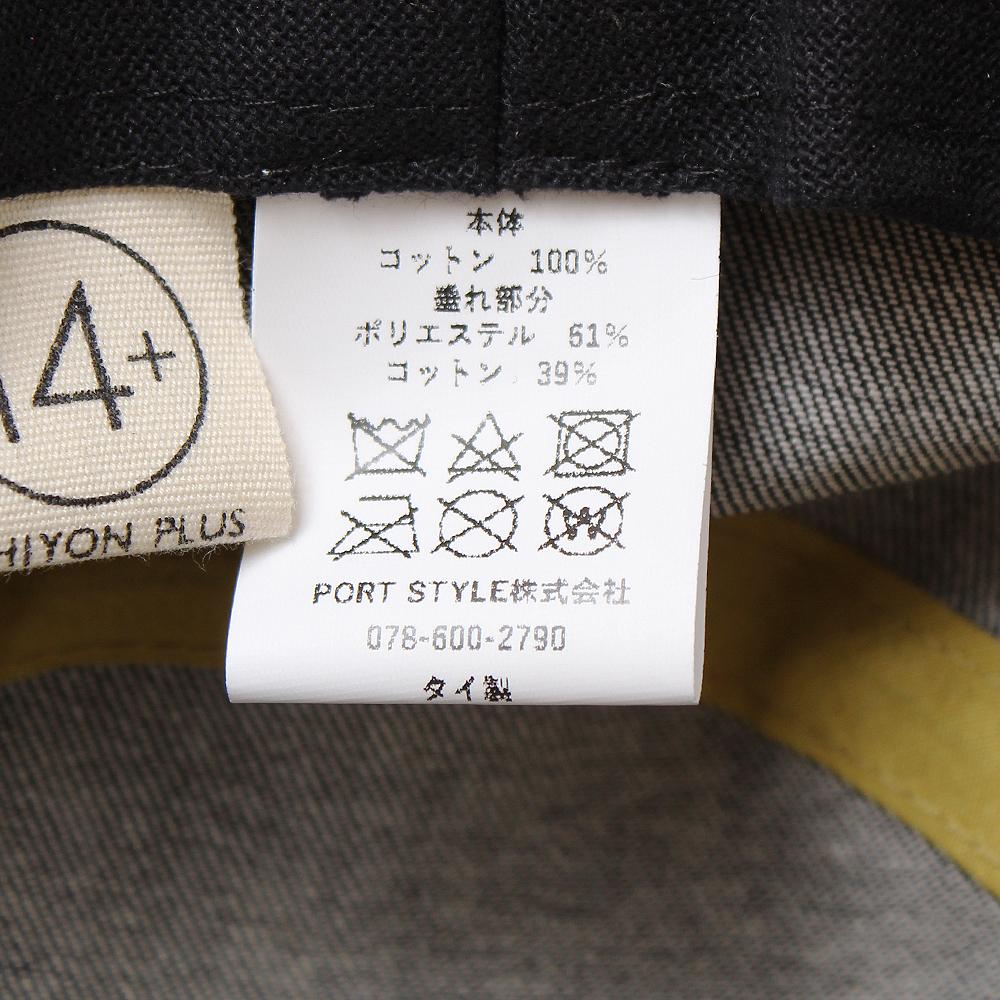 本体
コットン 100%
垂れ部分
ポリエステル 61%
コットン 39%
W
PORT STYLE株式会社
078-600-2790
タイ製
14+
HIYON PLUS